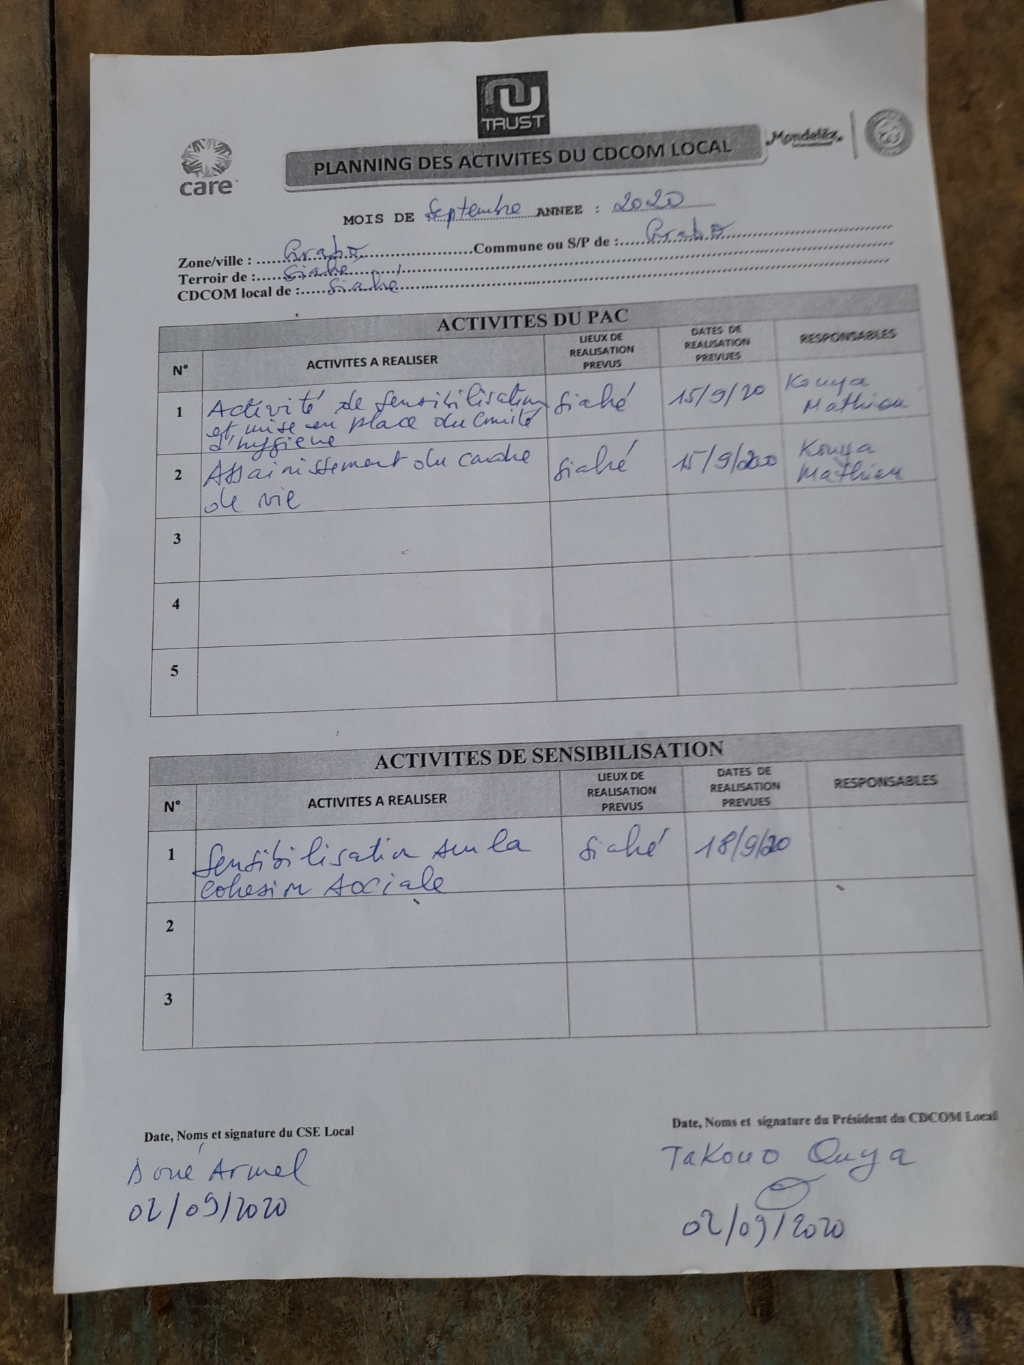 NU
TRUST
care
PLANNING DES ACTIVITES DU CDCOM LOCAL
Mondelēz
International
MOIS DE Septembre ANNEE : 2020
Zone/ville : Grabo Commune ou S/P de : Grabo
Terroir de : Siahé
CDCOM local de : Siahé
ACTIVITES DU PAC
N° ACTIVITES A REALISER LIEUX DE REALISATION PREVUS DATES DE REALISATION PREVUES RESPONSABLES
1 Activité de sensibilisation et mise en place du Comité d'hygiène Siahé 15/9/20 Kouya Mathieu
2 Assainissement du cadre de vie Siahé 15/9/2020 Kouya Mathieu
3
4
5
ACTIVITES DE SENSIBILISATION
N° ACTIVITES A REALISER LIEUX DE REALISATION PREVUS DATES DE REALISATION PREVUES RESPONSABLES
1 Sensibilisation sur la cohesion sociale Siahé 18/9/20
2
3
Date, Noms et signature du CSE Local
Date, Noms et signature du Président du CDCOM Local
Doué Armel
02/09/2020
Takouo Ouya
02/09/2020